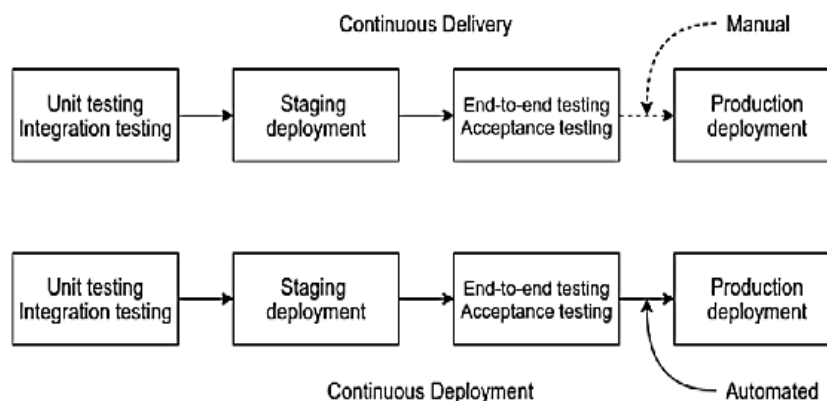 Continuous Delivery
Manual
Unit testing
Integration testing
Staging
deployment
End-to-end testing
Acceptance testing
Production
deployment
Unit testing
Integration testing
Staging
deployment
End-to-end testing
Acceptance testing
Production
deployment
Continuous Deployment
Automated